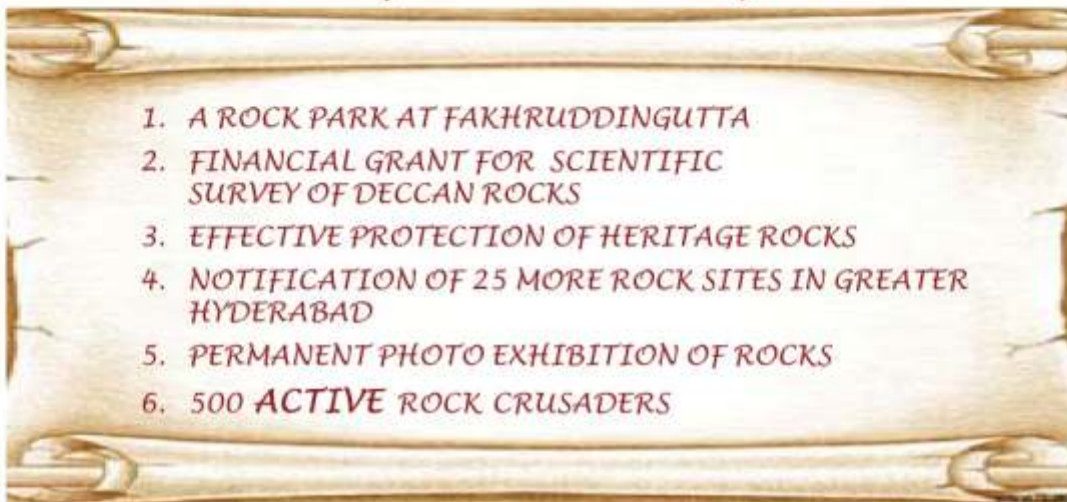 1. A ROCK PARK AT FAKHRUDDINGUTTA
2. FINANCIAL GRANT FOR SCIENTIFIC
SURVEY OF DECCAN ROCKS
3. EFFECTIVE PROTECTION OF HERITAGE ROCKS
4. NOTIFICATION OF 25 MORE ROCK SITES IN GREATER
HYDERABAD
5. PERMANENT PHOTO EXHIBITION OF ROCKS
6. 500 ACTIVE ROCK CRUSADERS